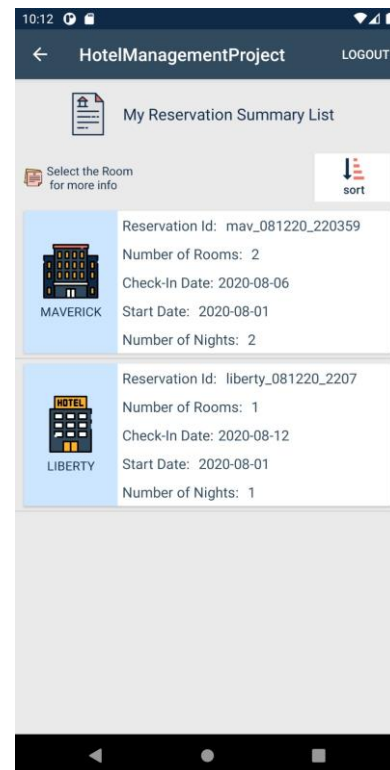 10:12
HotelManagementProject LOGOUT
My Reservation Summary List
Select the Room
for more info
sort
Reservation Id: mav_081220_220359
Number of Rooms: 2
Check-In Date: 2020-08-06
MAVERICK
Start Date: 2020-08-01
Number of Nights: 2
Reservation Id: liberty_081220_2207
HOTEL
Number of Rooms: 1
Check-In Date: 2020-08-12
LIBERTY
Start Date: 2020-08-01
Number of Nights: 1